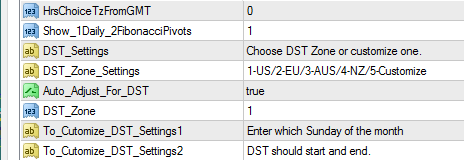 HrsChoiceTzFromGMT 0
Show_1Daily_2FibonacciPivots 1
DST_Settings Choose DST Zone or customize one.
DST_Zone_Settings 1-US/2-EU/3-AUS/4-NZ/5-Customize
Auto_Adjust_For_DST true
DST_Zone 1
To_Cutomize_DST_Settings1 Enter which Sunday of the month
To_Cutomize_DST_Settings2 DST should start and end.